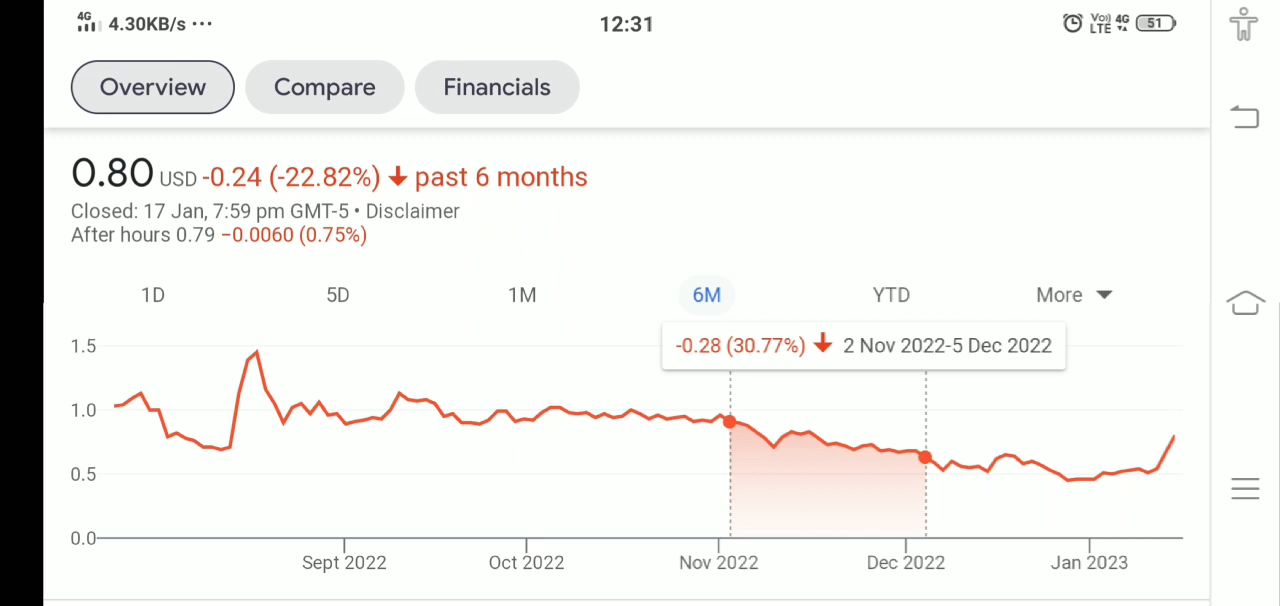 4G 4.30KB/s ··· 12:31 Vo)) LTE 4G 51
Overview Compare Financials
0.80 USD -0.24 (-22.82%) ↓ past 6 months
Closed: 17 Jan, 7:59 pm GMT-5 • Disclaimer
After hours 0.79 −0.0060 (0.75%)
1D 5D 1M 6M YTD More
-0.28 (30.77%) ↓ 2 Nov 2022-5 Dec 2022
1.5
1.0
0.5
0.0
Sept 2022 Oct 2022 Nov 2022 Dec 2022 Jan 2023